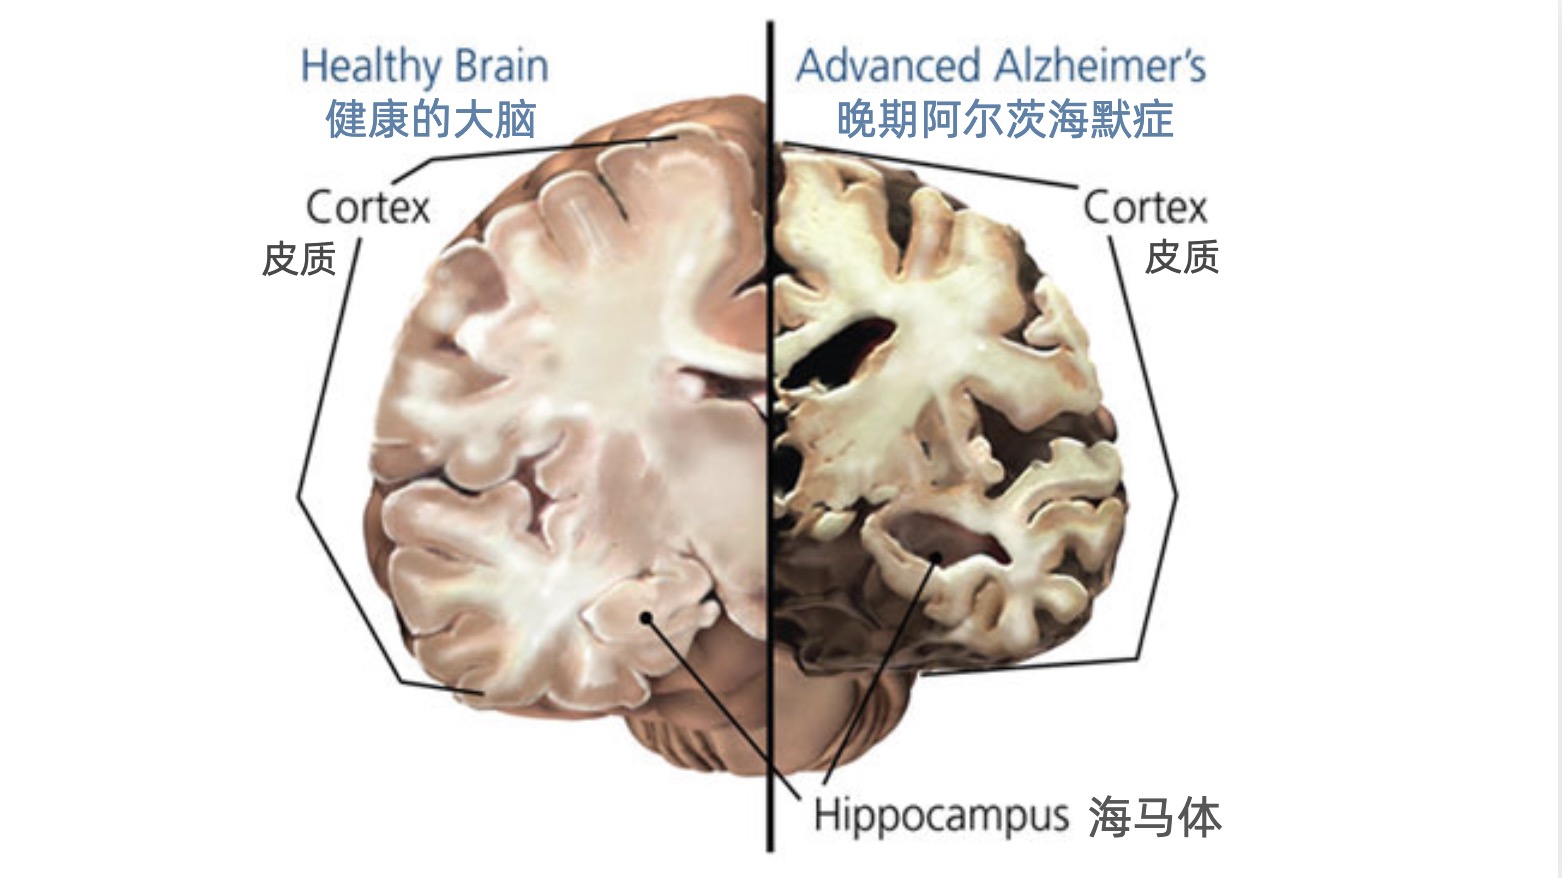 Healthy Brain
健康的大脑
Advanced Alzheimer's
晚期阿尔茨海默症
Cortex
皮质
Cortex
皮质
Hippocampus 海马体